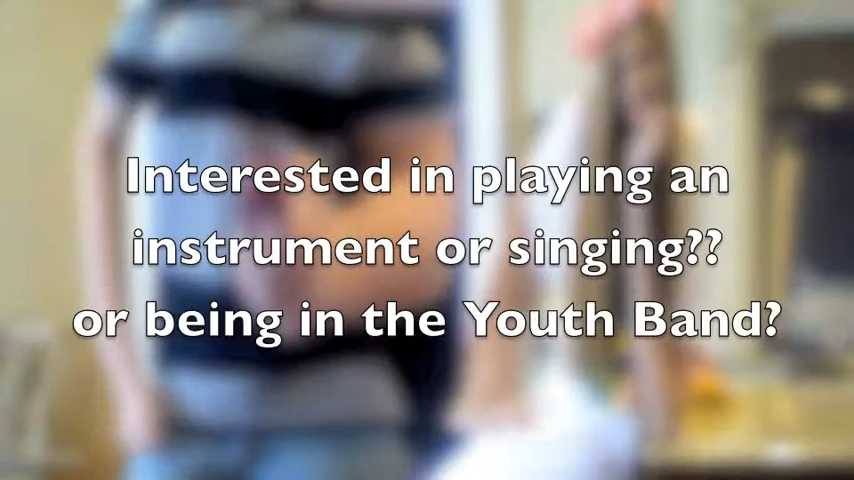 Interested in playing an
instrument or singing??
or being in the Youth Band?